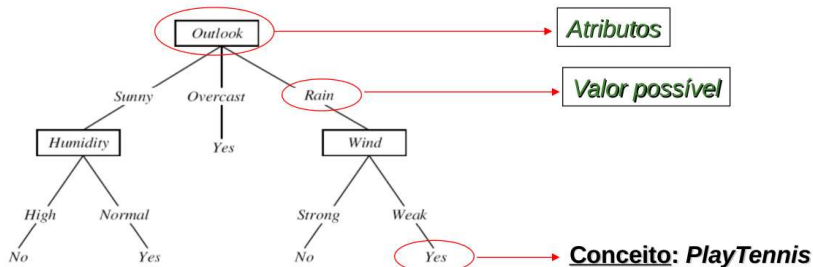 Outlook
Atributos
Sunny Overcast Rain
Valor possível
Humidity Yes Wind
High Normal Strong Weak
No Yes No Yes
Conceito: PlayTennis